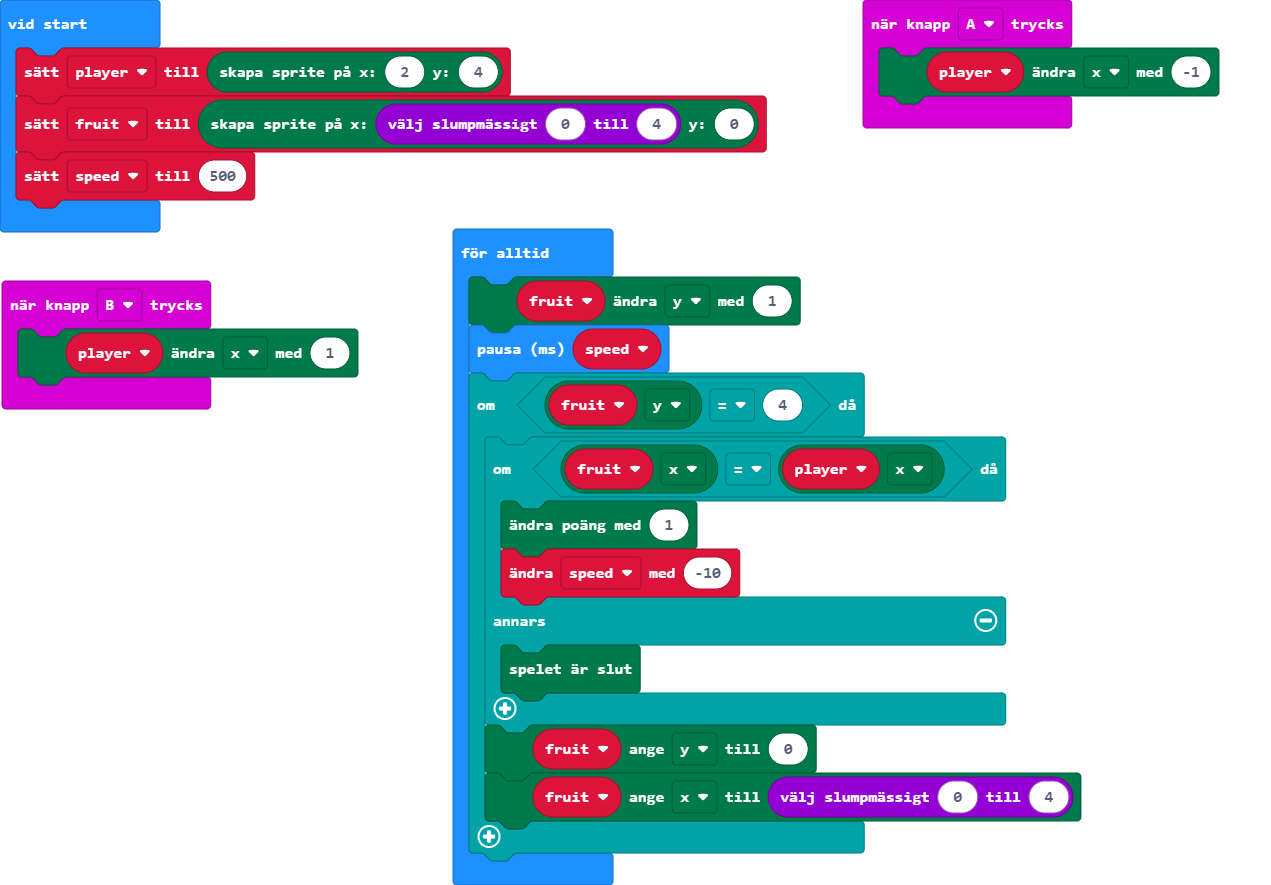 vid start
sätt player till skapa sprite på x: 2 y: 4
sätt fruit till skapa sprite på x: välj slumpmässigt 0 till 4 y: 0
sätt speed till 500
när knapp A trycks
player ändra x med -1
när knapp B trycks
player ändra x med 1
för alltid
fruit ändra y med 1
pausa (ms) speed
om fruit y = 4 då
om fruit x = player x då
ändra poäng med 1
ändra speed med -10
annars
spelet är slut
fruit ange y till 0
fruit ange x till välj slumpmässigt 0 till 4